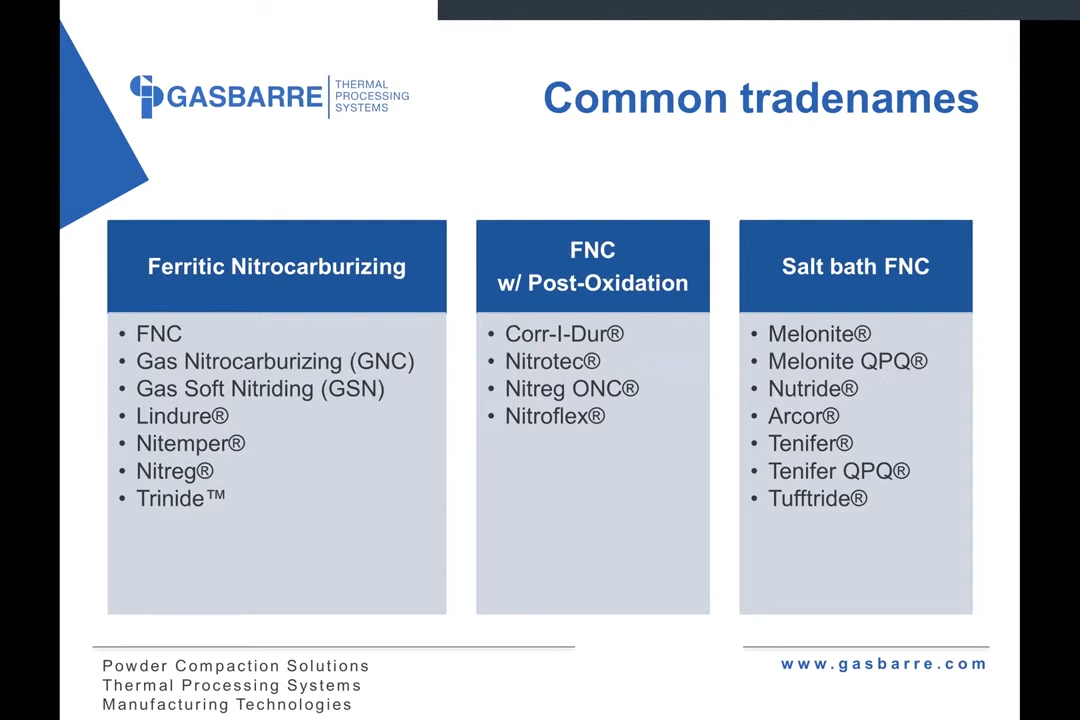 GASBARRE
THERMAL
PROCESSING
SYSTEMS
Common tradenames
Ferritic Nitrocarburizing
• FNC
• Gas Nitrocarburizing (GNC)
• Gas Soft Nitriding (GSN)
• Lindure®
• Nitemper®
• Nitreg®
• Trinide™
FNC
w/ Post-Oxidation
• Corr-I-Dur®
• Nitrotec®
• Nitreg ONC®
• Nitroflex®
Salt bath FNC
• Melonite®
• Melonite QPQ®
• Nutride®
• Arcor®
• Tenifer®
• Tenifer QPQ®
• Tufftride®
Powder Compaction Solutions
Thermal Processing Systems
Manufacturing Technologies
www.gasbarre.com